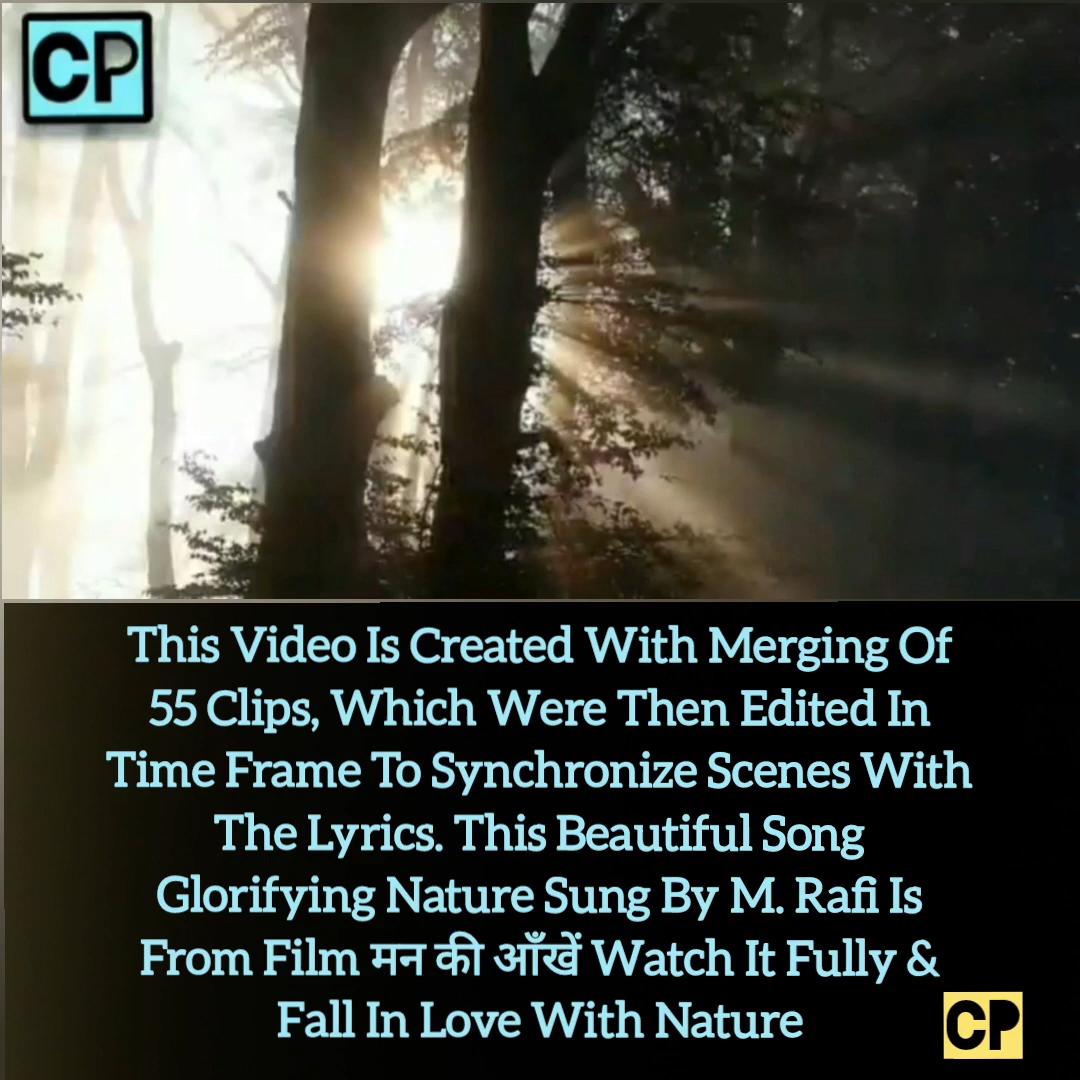 CP
This Video Is Created With Merging Of
55 Clips, Which Were Then Edited In
Time Frame To Synchronize Scenes With
The Lyrics. This Beautiful Song
Glorifying Nature Sung By M. Rafi Is
From Film मन की आँखें Watch It Fully &
Fall In Love With Nature
CP